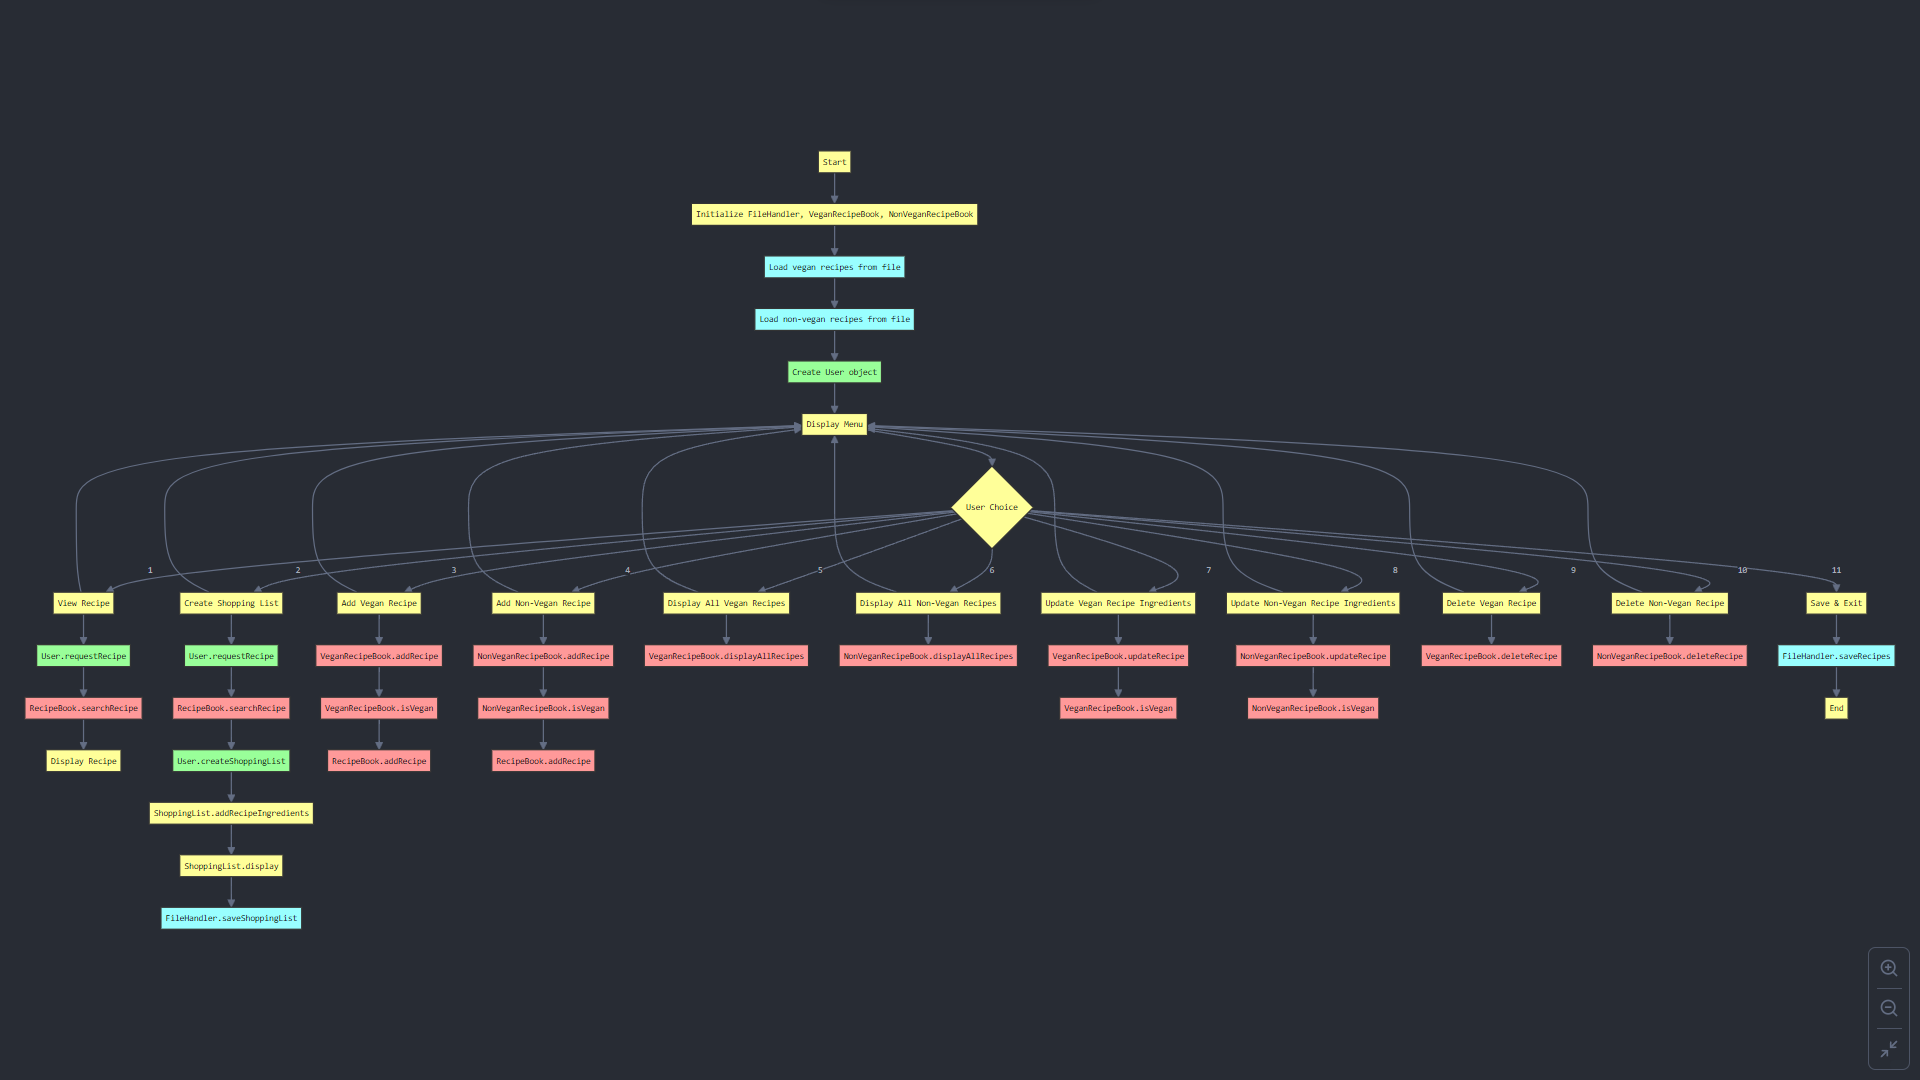 Start
Initialize FileHandler, VeganRecipeBook, NonVeganRecipeBook
Load vegan recipes from file
Load non-vegan recipes from file
Create User object
Display Menu
User Choice
1
2
3
4
5
6
7
8
9
10
11
View Recipe
Create Shopping List
Add Vegan Recipe
Add Non-Vegan Recipe
Display All Vegan Recipes
Display All Non-Vegan Recipes
Update Vegan Recipe Ingredients
Update Non-Vegan Recipe Ingredients
Delete Vegan Recipe
Delete Non-Vegan Recipe
Save & Exit
User.requestRecipe
User.requestRecipe
VeganRecipeBook.addRecipe
NonVeganRecipeBook.addRecipe
VeganRecipeBook.displayAllRecipes
NonVeganRecipeBook.displayAllRecipes
VeganRecipeBook.updateRecipe
NonVeganRecipeBook.updateRecipe
VeganRecipeBook.deleteRecipe
NonVeganRecipeBook.deleteRecipe
FileHandler.saveRecipes
RecipeBook.searchRecipe
RecipeBook.searchRecipe
VeganRecipeBook.isVegan
NonVeganRecipeBook.isVegan
VeganRecipeBook.isVegan
NonVeganRecipeBook.isVegan
End
Display Recipe
User.createShoppingList
RecipeBook.addRecipe
RecipeBook.addRecipe
ShoppingList.addRecipeIngredients
ShoppingList.display
FileHandler.saveShoppingList